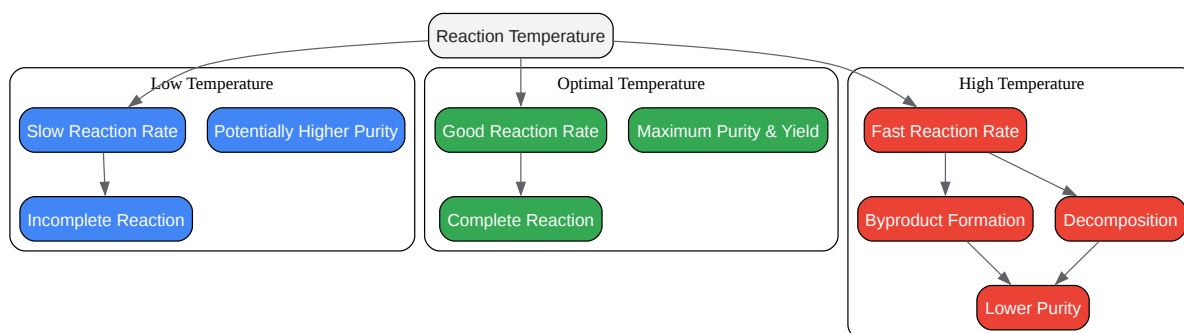 Reaction Temperature
Low Temperature
Slow Reaction Rate
Potentially Higher Purity
Incomplete Reaction
Optimal Temperature
Good Reaction Rate
Maximum Purity & Yield
Complete Reaction
High Temperature
Fast Reaction Rate
Byproduct Formation
Decomposition
Lower Purity